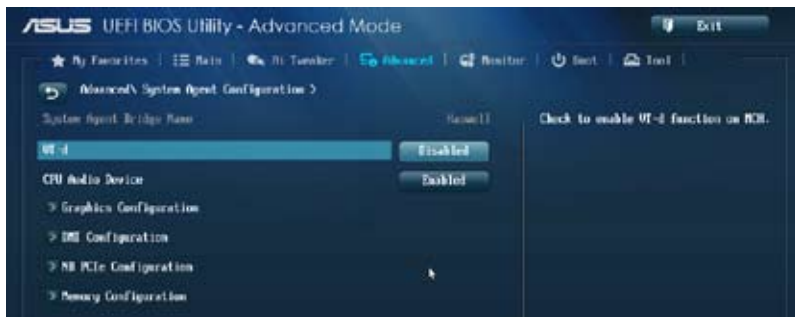 ASUS UEFI BIOS Utility - Advanced Mode
Exit
My Favorites | Main | Ai Tweaker | Advanced | Monitor | Boot | Tool
Advanced\ System Agent Configuration >
System Agent Bridge Name Haswell
Check to enable VT-d function on MCH.
VT-d Disabled
CPU Audio Device Enabled
> Graphics Configuration
> DMI Configuration
> NB PCIe Configuration
> Memory Configuration